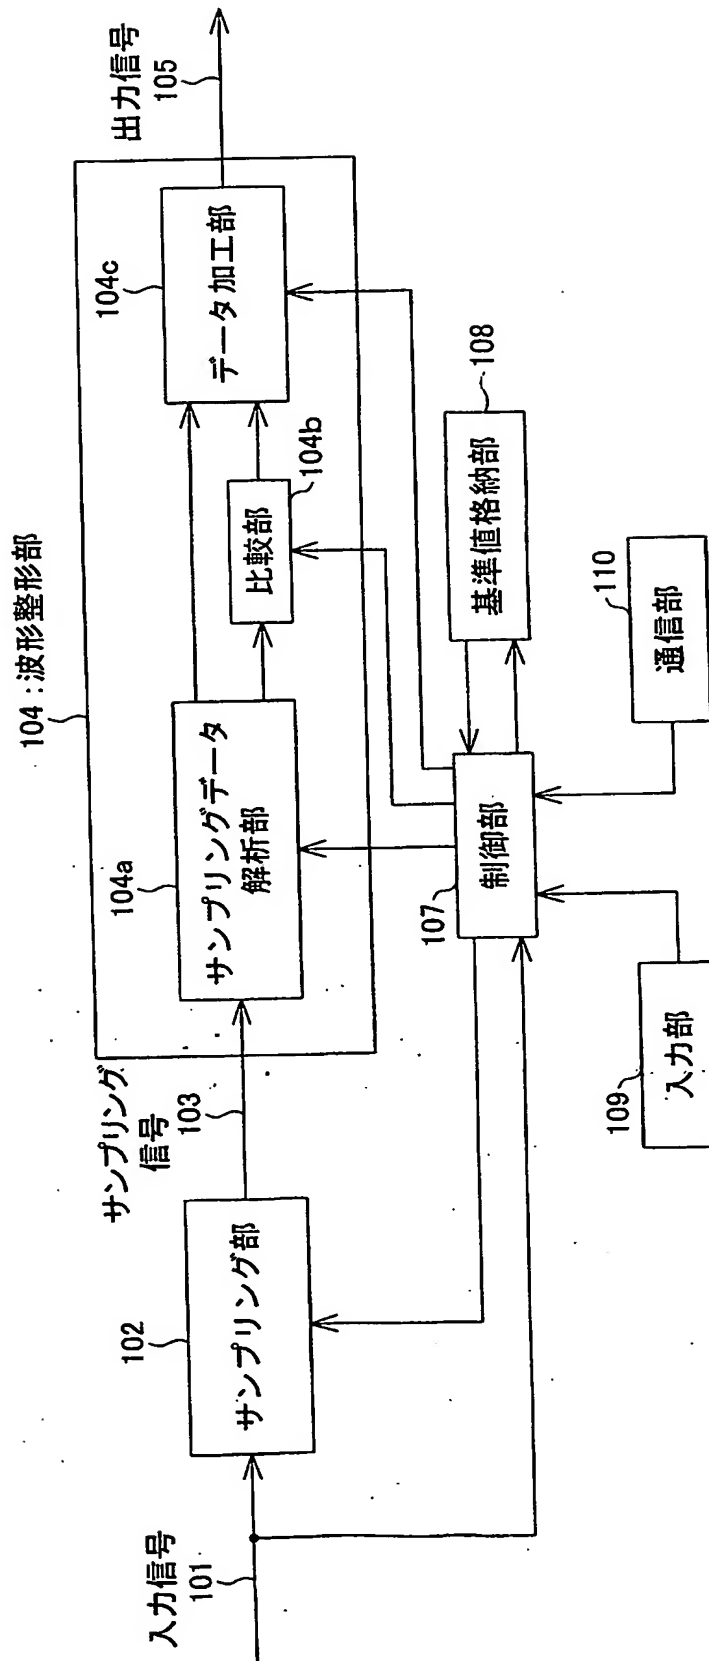 入力信号
101
102
サンプリング部
サンプリング
信号
103
104：波形整形部
104a
サンプリングデータ
解析部
比較部
104b
104c
データ加工部
出力信号
105
107
制御部
基準値格納部
108
109
入力部
110
通信部